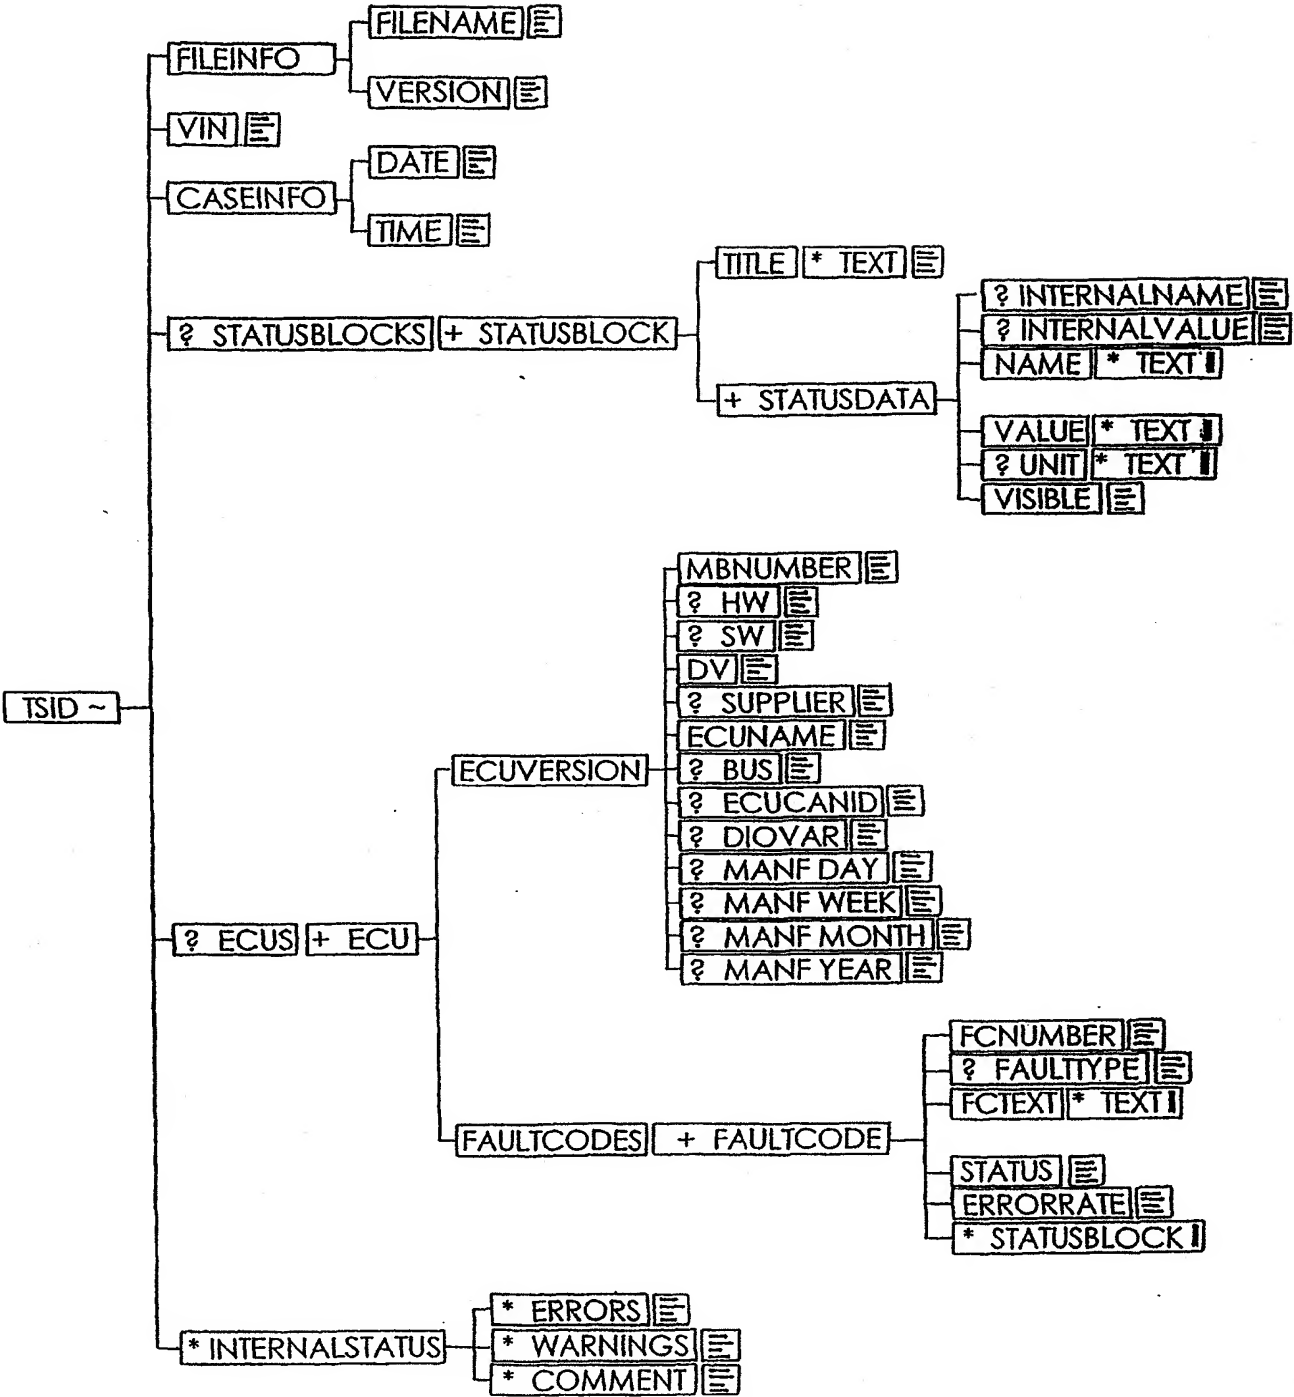 FILENAME
FILEINFO
VERSION
VIN
DATE
CASEINFO
TIME
TITLE * TEXT
? STATUSBLOCKS + STATUSBLOCK
? INTERNALNAME
? INTERNALVALUE
NAME * TEXT
+ STATUSDATA
VALUE * TEXT
? UNIT * TEXT
VISIBLE
TSID ~
MBNUMBER
? HW
? SW
DV
? SUPPLIER
ECUNAME
ECUVERSION
? BUS
? ECUCANID
? DIOVAR
? MANF DAY
? MANF WEEK
? ECUS + ECU
? MANF MONTH
? MANF YEAR
FCNUMBER
? FAULTTYPE
FCTEXT * TEXT
FAULTCODES + FAULTCODE
STATUS
ERRORRATE
* STATUSBLOCK
* ERRORS
* INTERNALSTATUS
* WARNINGS
* COMMENT